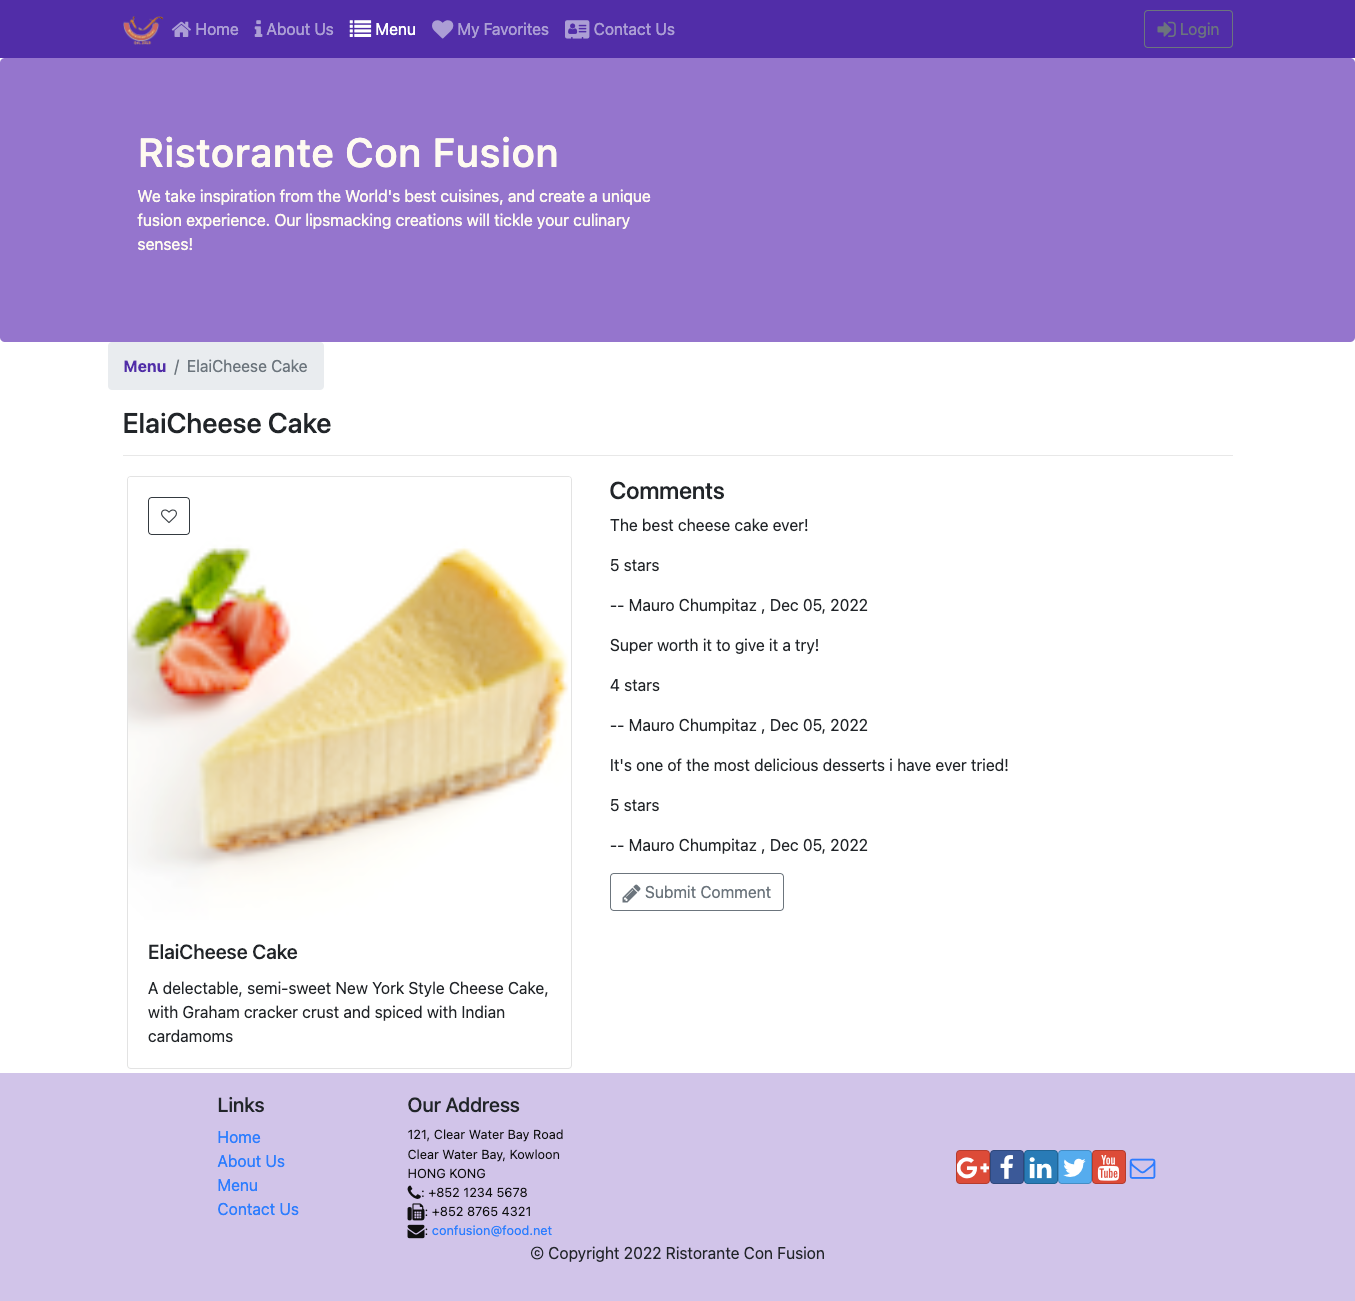 Home About Us Menu My Favorites Contact Us Login
Ristorante Con Fusion
We take inspiration from the World's best cuisines, and create a unique
fusion experience. Our lipsmacking creations will tickle your culinary
senses!
Menu / ElaiCheese Cake
ElaiCheese Cake
Comments
The best cheese cake ever!
5 stars
-- Mauro Chumpitaz , Dec 05, 2022
Super worth it to give it a try!
4 stars
-- Mauro Chumpitaz , Dec 05, 2022
It's one of the most delicious desserts i have ever tried!
5 stars
-- Mauro Chumpitaz , Dec 05, 2022
Submit Comment
ElaiCheese Cake
A delectable, semi-sweet New York Style Cheese Cake,
with Graham cracker crust and spiced with Indian
cardamoms
Links
Home
About Us
Menu
Contact Us
Our Address
121, Clear Water Bay Road
Clear Water Bay, Kowloon
HONG KONG
: +852 1234 5678
: +852 8765 4321
: confusion@food.net
G+ f in You Tube
© Copyright 2022 Ristorante Con Fusion